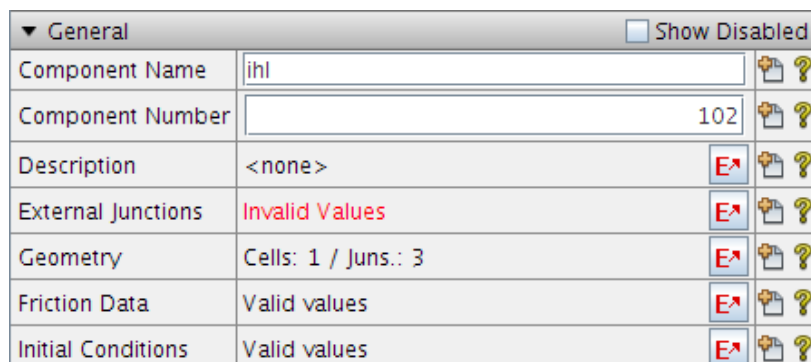 ▼ General Show Disabled
Component Name ihl
Component Number 102
Description <none> E
External Junctions Invalid Values E
Geometry Cells: 1 / Juns.: 3 E
Friction Data Valid values E
Initial Conditions Valid values E